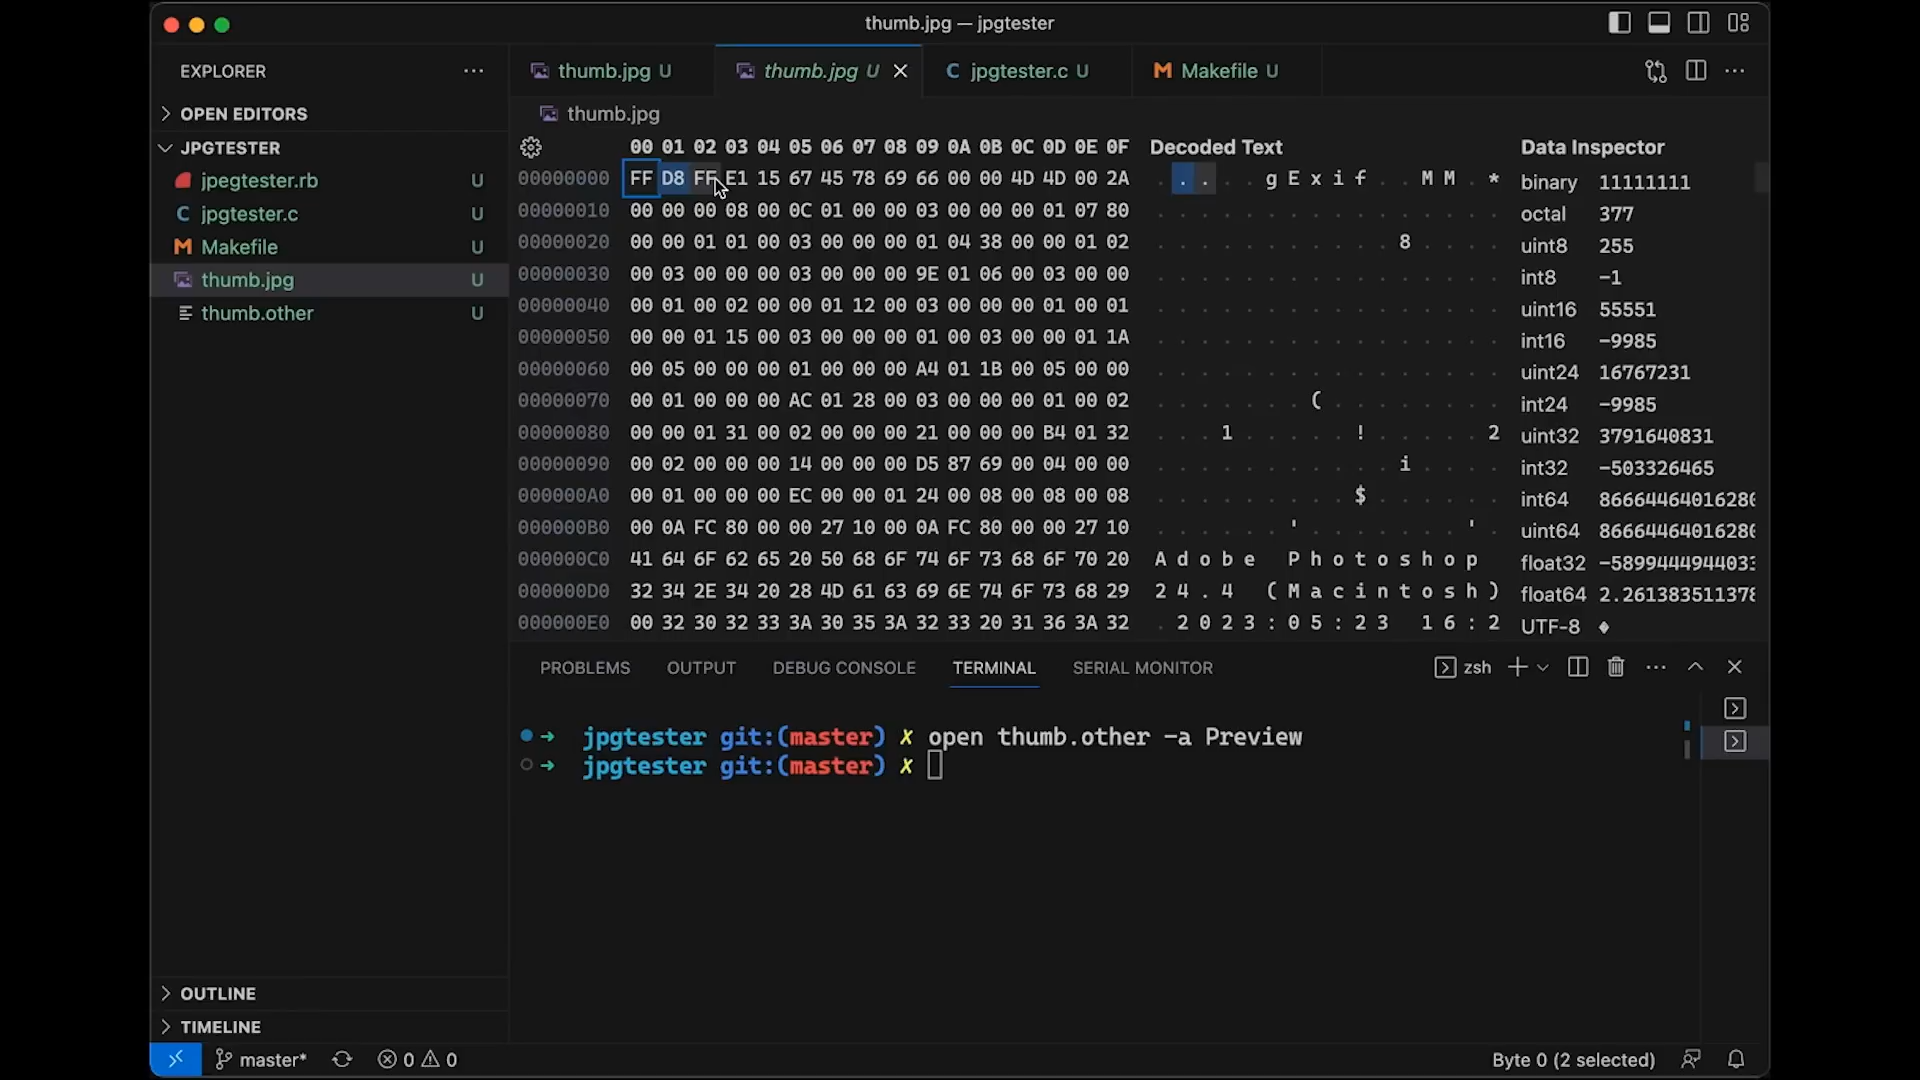 thumb.jpg — jpgtester
EXPLORER
OPEN EDITORS
JPGTESTER
jpegtester.rb U
jpgtester.c U
Makefile U
thumb.jpg U
thumb.other U
OUTLINE
TIMELINE
thumb.jpg U
thumb.jpg U
C jpgtester.c U
M Makefile U
thumb.jpg
00 01 02 03 04 05 06 07 08 09 0A 0B 0C 0D 0E 0F Decoded Text
00000000 FF D8 FF E1 15 67 45 78 69 66 00 00 4D 4D 00 2A . . . . . g E x i f . . M M . *
00000010 00 00 00 08 00 0C 01 00 00 03 00 00 00 01 07 80 . . . . . . . . . . . . . . . .
00000020 00 00 01 01 00 03 00 00 00 01 04 38 00 00 01 02 . . . . . . . . . . . 8 . . . .
00000030 00 03 00 00 00 03 00 00 00 9E 01 06 00 03 00 00 . . . . . . . . . . . . . . . .
00000040 00 01 00 02 00 00 01 12 00 03 00 00 00 01 00 01 . . . . . . . . . . . . . . . .
00000050 00 00 01 15 00 03 00 00 00 01 00 03 00 00 01 1A . . . . . . . . . . . . . . . .
00000060 00 05 00 00 00 01 00 00 00 A4 01 1B 00 05 00 00 . . . . . . . . . . . . . . . .
00000070 00 01 00 00 00 AC 01 28 00 03 00 00 00 01 00 02 . . . . . . . ( . . . . . . . .
00000080 00 00 01 31 00 02 00 00 00 21 00 00 00 B4 01 32 . . . 1 . . . . . ! . . . . . 2
00000090 00 02 00 00 00 14 00 00 00 D5 87 69 00 04 00 00 . . . . . . . . . . . i . . . .
000000A0 00 01 00 00 00 EC 00 00 01 24 00 08 00 08 00 08 . . . . . . . . . $ . . . . . .
000000B0 00 0A FC 80 00 00 27 10 00 0A FC 80 00 00 27 10 . . . . . . ' . . . . . . . ' .
000000C0 41 64 6F 62 65 20 50 68 6F 74 6F 73 68 6F 70 20 A d o b e P h o t o s h o p
000000D0 32 34 2E 34 20 28 4D 61 63 69 6E 74 6F 73 68 29 2 4 . 4 ( M a c i n t o s h )
000000E0 00 32 30 32 33 3A 30 35 3A 32 33 20 31 36 3A 32 . 2 0 2 3 : 0 5 : 2 3 1 6 : 2
Data Inspector
binary 11111111
octal 377
uint8 255
int8 -1
uint16 55551
int16 -9985
uint24 16767231
int24 -9985
uint32 3791640831
int32 -503326465
int64 86664464016280
uint64 86664464016280
float32 -5899444944033
float64 2.261383511378
UTF-8 �
PROBLEMS OUTPUT DEBUG CONSOLE TERMINAL SERIAL MONITOR
zsh
➜ jpgtester git:(master) ✗ open thumb.other -a Preview
➜ jpgtester git:(master) ✗
master* 0 0
Byte 0 (2 selected)